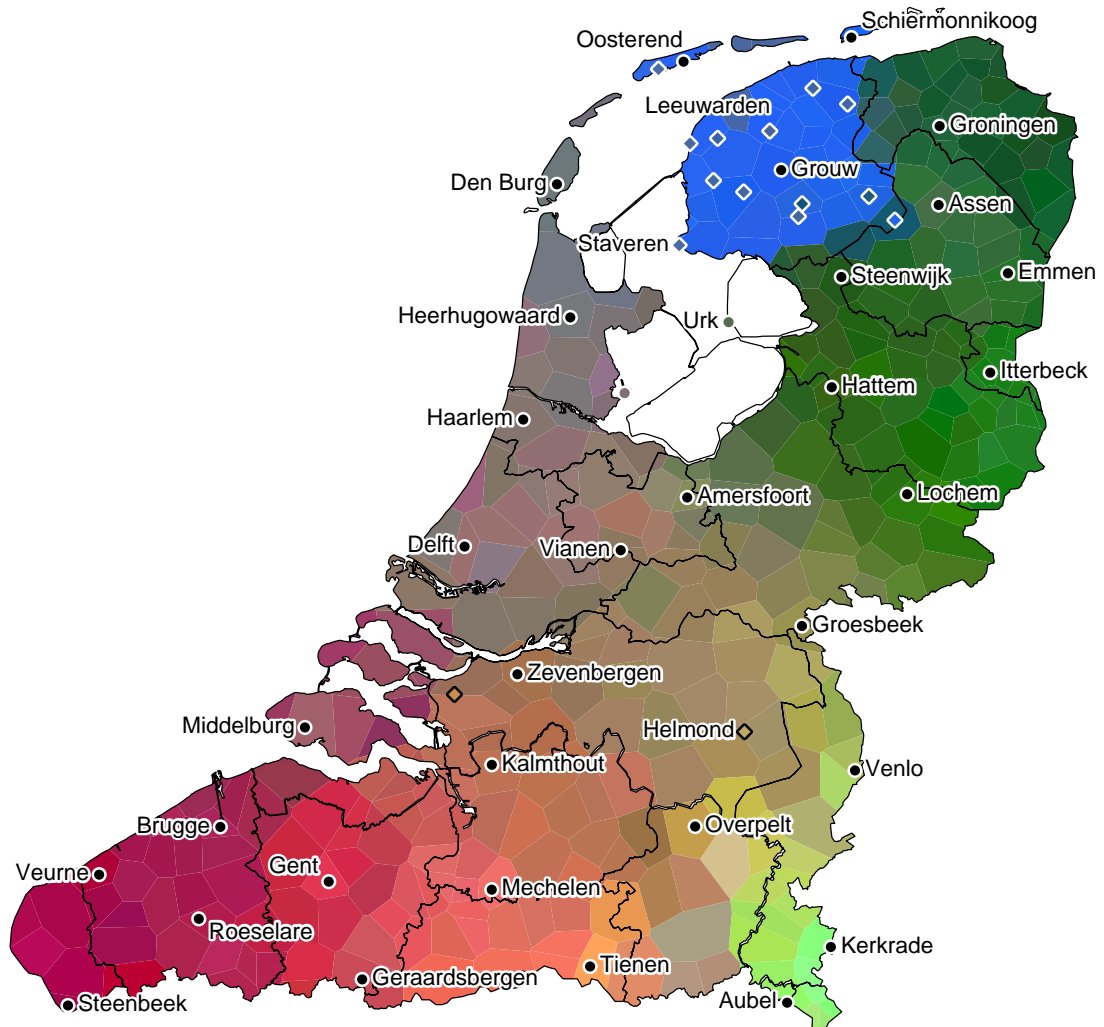 Schiermonnikoog
Oosterend
Leeuwarden
Groningen
Grouw
Den Burg
Assen
Staveren
Steenwijk
Emmen
Heerhugowaard
Urk
Itterbeck
Hattem
Haarlem
Lochem
Amersfoort
Delft
Vianen
Groesbeek
Zevenbergen
Middelburg
Helmond
Kalmthout
Venlo
Brugge
Overpelt
Veurne
Gent
Mechelen
Roeselare
Kerkrade
Tienen
Geraardsbergen
Steenbeek
Aubel